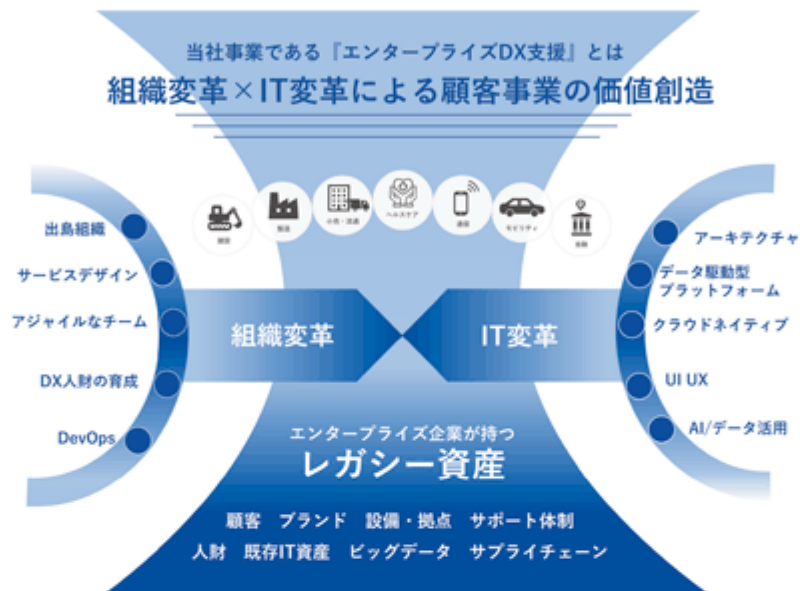 当社事業である『エンタープライズDX支援』とは
組織変革×IT変革による顧客事業の価値創造
建設
製造
小売・流通
ヘルスケア
通信
モビリティ
金融
出島組織
サービスデザイン
アジャイルなチーム
DX人財の育成
DevOps
組織変革
IT変革
アーキテクチャ
データ駆動型
プラットフォーム
クラウドネイティブ
UI UX
AI/データ活用
エンタープライズ企業が持つ
レガシー資産
顧客 ブランド 設備・拠点 サポート体制
人財 既存IT資産 ビッグデータ サプライチェーン